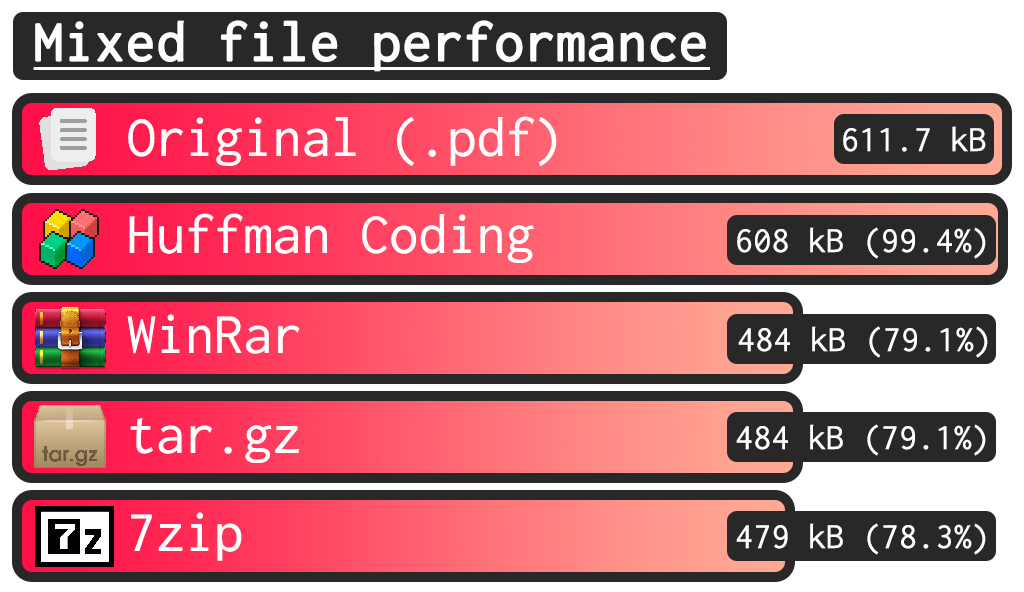 Mixed file performance
Original (.pdf) 611.7 kB
Huffman Coding 608 kB (99.4%)
WinRar 484 kB (79.1%)
tar.gz tar.gz 484 kB (79.1%)
7z 7zip 479 kB (78.3%)